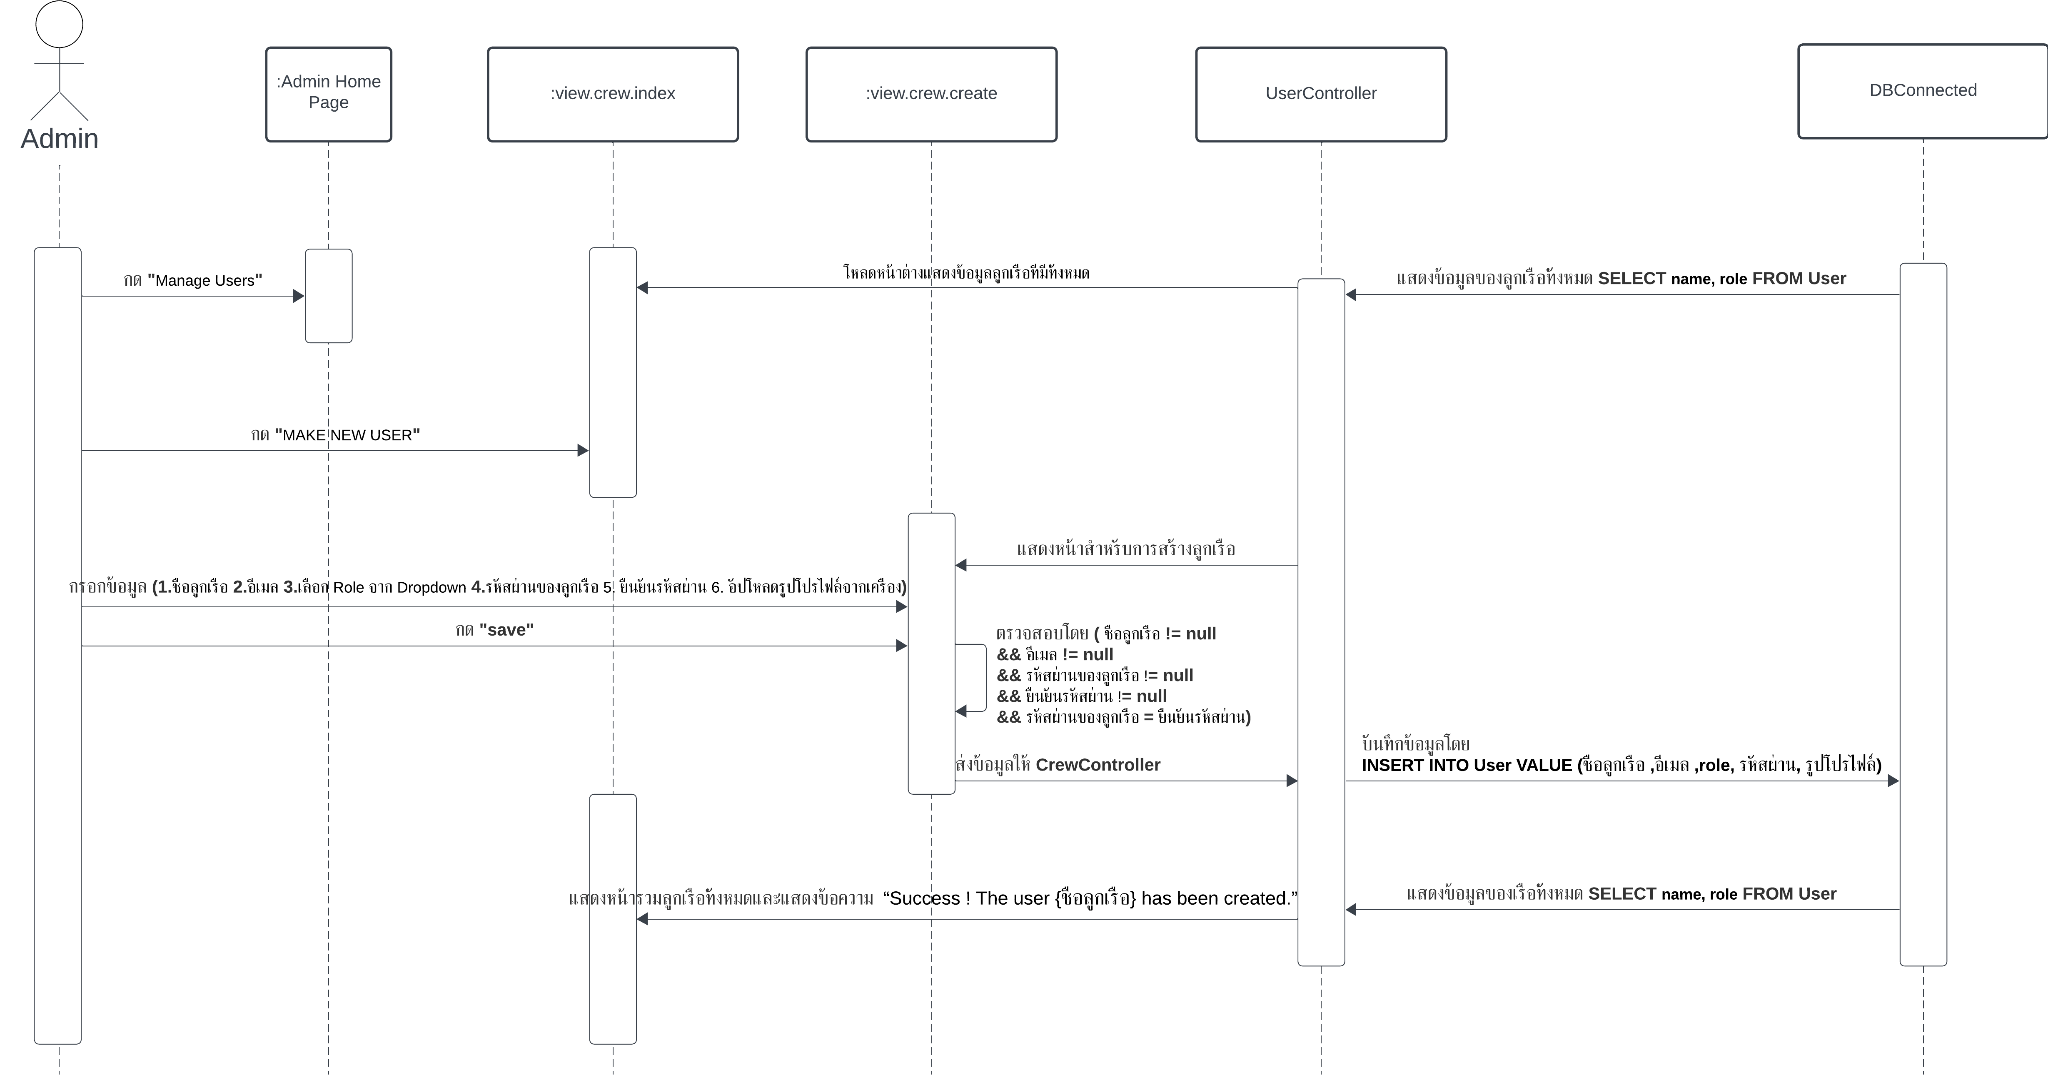 Admin
:Admin Home
Page
:view.crew.index
:view.crew.create
UserController
DBConnected
กด "Manage Users"
โหลดหน้าต่างแสดงข้อมูลลูกเรือที่มีทั้งหมด
แสดงข้อมูลของลูกเรือทั้งหมด SELECT name, role FROM User
กด "MAKE NEW USER"
แสดงหน้าสำหรับการสร้างลูกเรือ
กรอกข้อมูล (1.ชื่อลูกเรือ 2.อีเมล 3.เลือก Role จาก Dropdown 4.รหัสผ่านของลูกเรือ 5. ยืนยันรหัสผ่าน 6. อัปโหลดรูปโปรไฟล์จากเครื่อง)
กด "save"
ตรวจสอบโดย ( ชื่อลูกเรือ != null
&& อีเมล != null
&& รหัสผ่านของลูกเรือ != null
&& ยืนยันรหัสผ่าน != null
&& รหัสผ่านของลูกเรือ = ยืนยันรหัสผ่าน)
ส่งข้อมูลให้ CrewController
บันทึกข้อมูลโดย
INSERT INTO User VALUE (ชื่อลูกเรือ ,อีเมล ,role, รหัสผ่าน, รูปโปรไฟล์)
แสดงหน้ารวมลูกเรือทั้งหมดและแสดงข้อความ “Success ! The user {ชื่อลูกเรือ} has been created.”
แสดงข้อมูลของเรือทั้งหมด SELECT name, role FROM User